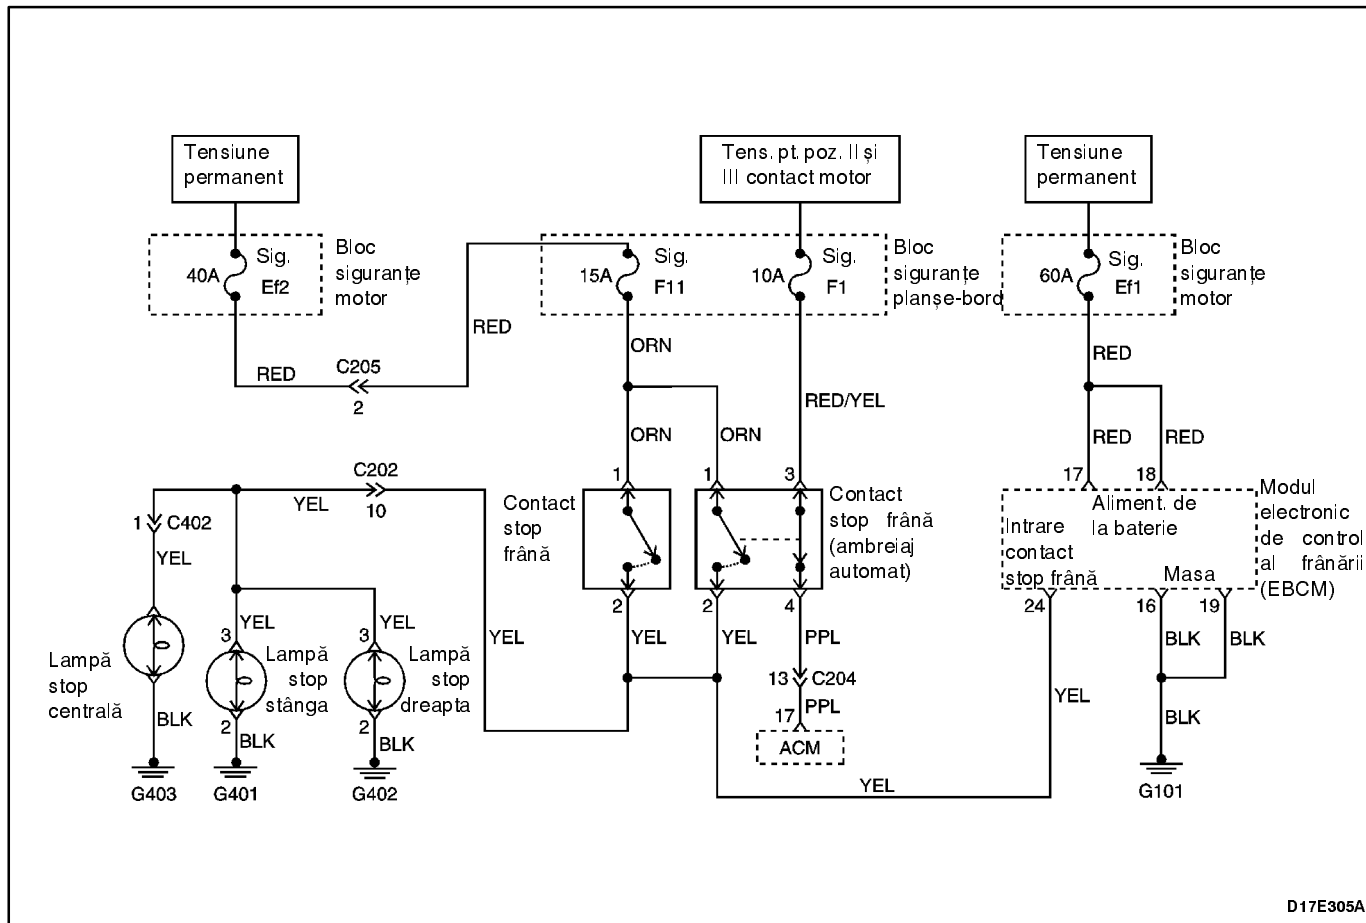 Tensiune
permanent
Tens. pt. poz. II și
III contact motor
Tensiune
permanent
40A
Sig.
Ef2
Bloc
siguranțe
motor
15A
Sig.
F11
10A
Sig.
F1
Bloc
siguranțe
planșe-bord
60A
Sig.
Ef1
Bloc
siguranțe
motor
RED
C205
2
RED
ORN
RED/YEL
RED
ORN
ORN
RED
RED
C202
YEL
10
1
1
3
17
18
1
C402
YEL
Contact
stop
frână
Contact
stop frână
(ambreiaj
automat)
Aliment. de
la baterie
Intrare
contact
stop frână
Masa
Modul
electronic
de control
al frânării
(EBCM)
2
2
4
24
16
19
3
YEL
3
YEL
YEL
YEL
YEL
PPL
BLK
BLK
Lampă
stop
centrală
Lampă
stop
stânga
Lampă
stop
dreapta
13
C204
PPL
YEL
17
ACM
BLK
2
BLK
2
BLK
BLK
G403
G401
G402
YEL
G101
D17E305A